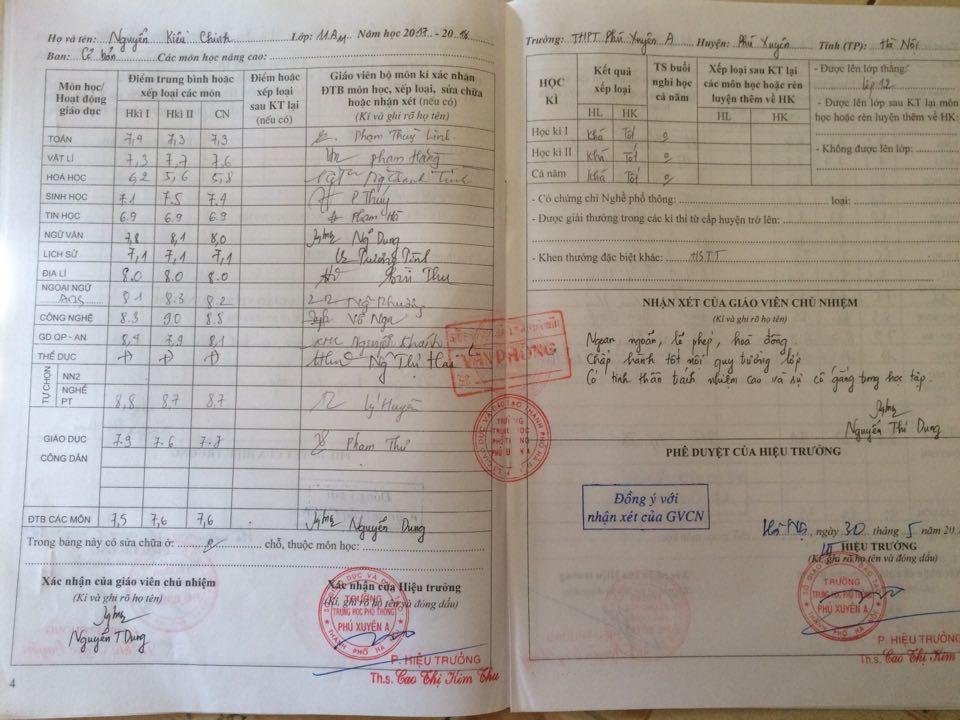 Họ và tên: Nguyễn Kiều Chinh Lớp: 11AM Năm học 2017 - 2018
Ban: Cơ bản Các môn học nâng cao:
Môn học/ Hoạt động giáo dục
Điểm trung bình hoặc xếp loại các môn
HKI I HKI II CN
Điểm hoặc xếp loại sau KT lại (nếu có)
Giáo viên bộ môn kí xác nhận ĐTB môn học, xếp loại, sửa chữa hoặc nhận xét (nếu có)
(Kí và ghi rõ họ tên)
TOÁN 7,4 7,3 7,3 Phạm Thuỳ Linh
VẬT LÍ 7,3 7,7 7,6 Phạm Hằng
HOÁ HỌC 6,2 5,6 5,8
SINH HỌC 7.1 7.5 7.4 P Thúy
TIN HỌC 6.9 6.9 6.9 Phạm Hà
NGỮ VĂN 7,8 8,1 8,0 Ng Dung
LỊCH SỬ 7,1 7,1 7,1
ĐỊA LÍ 8.0 8.0 8.0 Thu
NGOẠI NGỮ 8.1 8.3 8.2
CÔNG NGHỆ 8.3 9.0 8.8 Vũ Nga
GD QP - AN 8,4 7,9 8,1
THỂ DỤC Đ Đ Đ
TỰ CHỌN
NN2
NGHỀ PT 8,8 8,7 8,7 Lý Huyền
GIÁO DỤC CÔNG DÂN 7.9 7.6 7.7 Phạm Thư
ĐTB CÁC MÔN 7,5 7,6 7,6 Nguyễn Dung
Trong bảng này có sửa chữa ở: 0 chỗ, thuộc môn học:
Xác nhận của giáo viên chủ nhiệm
(Kí và ghi rõ họ tên)
Nguyễn T Dung
Xác nhận của Hiệu trưởng
(Kí, ghi rõ họ tên và đóng dấu)
TRƯỜNG
TRUNG HỌC PHỔ THÔNG
PHÚ XUYÊN A
P. HIỆU TRƯỞNG
Th.s. Cao Thị Kim Thu
4
VĂN PHÒNG
Trường: THPT Phú Xuyên A Huyện: Phú Xuyên Tỉnh (TP): Hà Nội
HỌC KÌ
Kết quả xếp loại
HL HK
TS buổi nghỉ học cả năm
Xếp loại sau KT lại các môn học hoặc rèn luyện thêm về HK
HL HK
Học kì I Khá Tốt 0
Học kì II Khá Tốt 0
Cả năm Khá Tốt 0
- Được lên lớp thẳng: lớp 12
- Được lên lớp sau KT lại môn học hoặc rèn luyện thêm về HK:
- Không được lên lớp:
- Có chứng chỉ Nghề phổ thông: loại:
- Được giải thưởng trong các kì thi từ cấp huyện trở lên:
- Khen thưởng đặc biệt khác: HSTT
NHẬN XÉT CỦA GIÁO VIÊN CHỦ NHIỆM
(Kí và ghi rõ họ tên)
Ngoan ngoãn, lễ phép, hoà đồng.
Chấp hành tốt nội quy trường lớp
Có tinh thần trách nhiệm cao và sự cố gắng trong học tập.
Nguyễn Thị Dung
PHÊ DUYỆT CỦA HIỆU TRƯỞNG
Đồng ý với
nhận xét của GVCN
Hà Nội, ngày 30 tháng 5 năm 20
HIỆU TRƯỞNG
(Kí, ghi rõ họ tên và đóng dấu)
TRƯỜNG
TRUNG HỌC PHỔ THÔNG
PHÚ XUYÊN A
P. HIỆU TRƯỞNG
Th.s. Cao Thị Kim